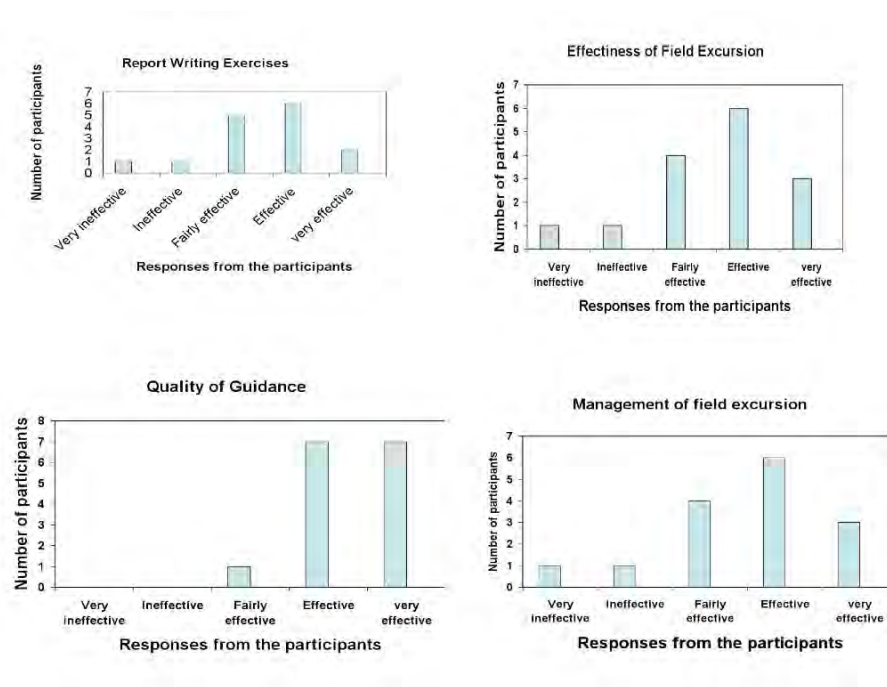 Report Writing Exercises
Number of participants
7
6
5
4
3
2
1
0
Very ineffective
Ineffective
Fairly effective
Effective
very effective
Responses from the participants
Effectiness of Field Excursion
Number of participants
7
6
5
4
3
2
1
0
Very Ineffective Fairly Effective very
ineffective effective effective
Responses from the participants
Quality of Guidance
Number of participants
8
7
6
5
4
3
2
1
0
Very Ineffective Fairly Effective very
ineffective effective effective
Responses from the participants
Management of field excursion
Number of participants
7
6
5
4
3
2
1
0
Very Ineffective Fairly Effective very
ineffective effective effective
Responses from the participants